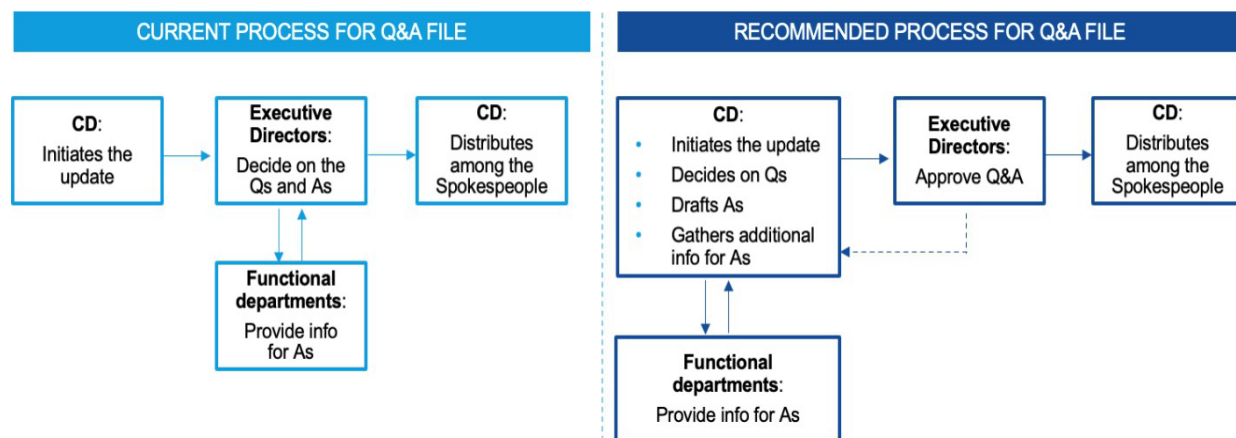 CURRENT PROCESS FOR Q&A FILE
CD:
Initiates the
update
Executive
Directors:
Decide on the
Qs and As
CD:
Distributes
among the
Spokespeople
Functional
departments:
Provide info
for As
RECOMMENDED PROCESS FOR Q&A FILE
CD:
• Initiates the update
• Decides on Qs
• Drafts As
• Gathers additional
info for As
Executive
Directors:
Approve Q&A
CD:
Distributes
among the
Spokespeople
Functional
departments:
Provide info for As